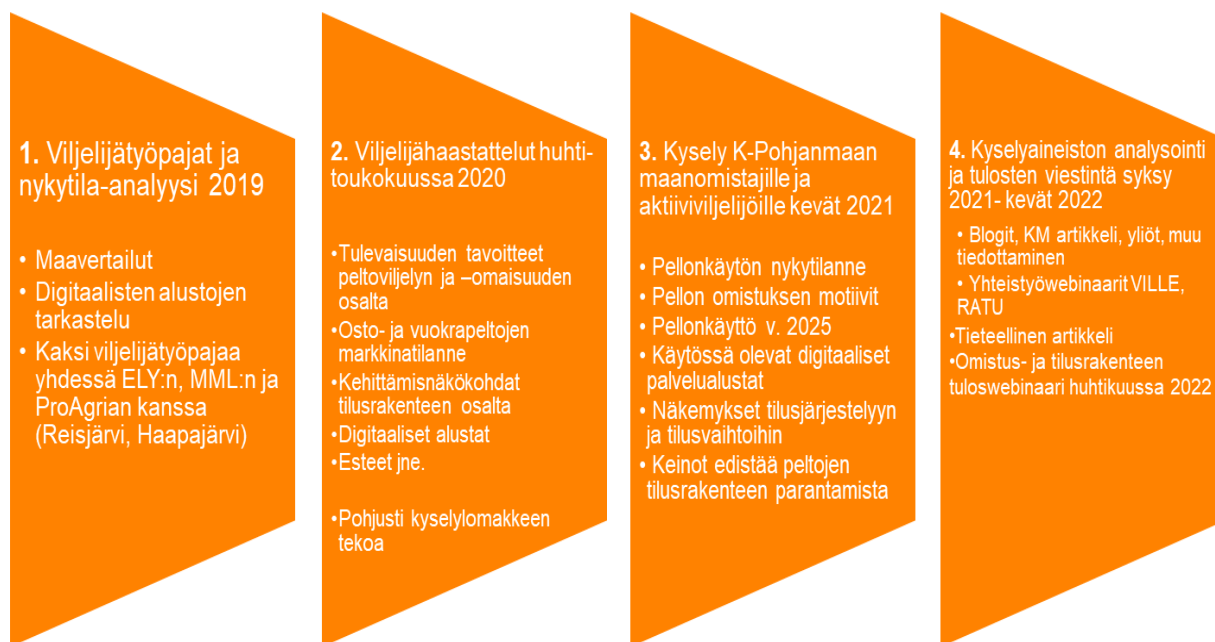 1. Viljelijätyöpajat ja
nykytila-analyysi 2019
• Maavertailut
• Digitaalisten alustojen
tarkastelu
• Kaksi viljelijätyöpajaa
yhdessä ELY:n, MML:n ja
ProAgrian kanssa
(Reisjärvi, Haapajärvi)
2. Viljelijähaastattelut huhti-
toukokuussa 2020
•Tulevaisuuden tavoitteet
peltoviljelyn ja –omaisuuden
osalta
•Osto- ja vuokrapeltojen
markkinatilanne
•Kehittämisnäkökohdat
tilusrakenteen osalta
•Digitaaliset alustat
•Esteet jne.
•Pohjusti kyselylomakkeen
tekoa
3. Kysely K-Pohjanmaan
maanomistajille ja
aktiiviviljelijöille kevät 2021
• Pellonkäytön nykytilanne
• Pellon omistuksen motiivit
• Pellonkäyttö v. 2025
• Käytössä olevat digitaaliset
palvelualustat
• Näkemykset tilusjärjestelyyn
ja tilusvaihtoihin
• Keinot edistää peltojen
tilusrakenteen parantamista
4. Kyselyaineiston analysointi
ja tulosten viestintä syksy
2021- kevät 2022
• Blogit, KM artikkeli, yliöt, muu
tiedottaminen
• Yhteistyöwebinaarit VILLE,
RATU
•Tieteellinen artikkeli
•Omistus- ja tilusrakenteen
tuloswebinaari huhtikuussa 2022